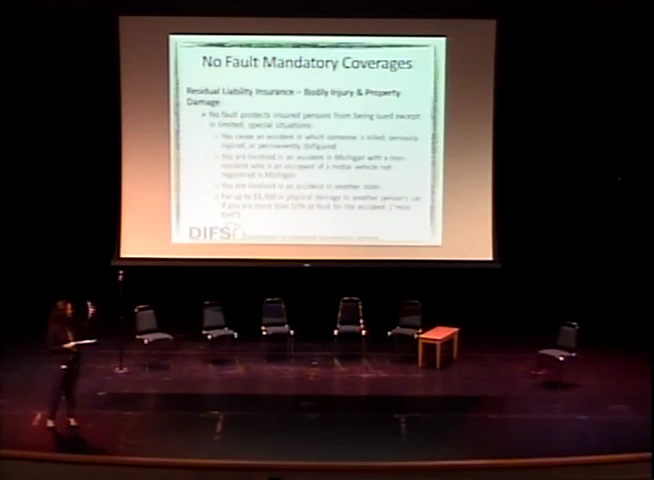 No Fault Mandatory Coverages
Residual Liability Insurance – Bodily Injury & Property
Damage
No fault protects insured persons from being sued except
in limited, special situations:
You cause an accident in which someone is killed, seriously
injured, or permanently disfigured
You are involved in an accident in Michigan with a non-
resident who is an occupant of a motor vehicle not
registered in Michigan
You are involved in an accident in another state
For up to $1,000 in physical damage to another person's car
if you are more than 50% at fault for the accident
DIFS